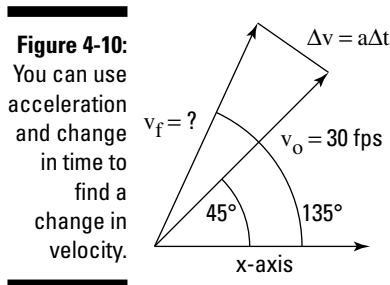 Figure 4-10:
You can use
acceleration
and change
in time to
find a
change in
velocity.
Δv = aΔt
v_f = ?
v_o = 30 fps
45°
135°
x-axis